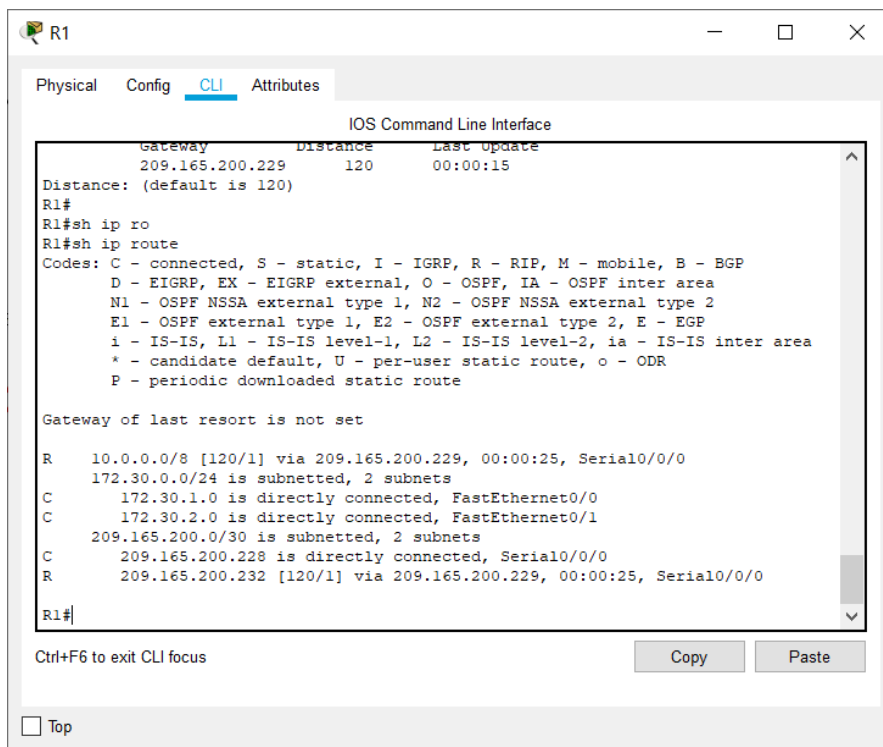 R1
Physical Config CLI Attributes
IOS Command Line Interface
Gateway Distance Last Update
209.165.200.229 120 00:00:15
Distance: (default is 120)
R1#
R1#sh ip ro
R1#sh ip route
Codes: C - connected, S - static, I - IGRP, R - RIP, M - mobile, B - BGP
D - EIGRP, EX - EIGRP external, O - OSPF, IA - OSPF inter area
N1 - OSPF NSSA external type 1, N2 - OSPF NSSA external type 2
E1 - OSPF external type 1, E2 - OSPF external type 2, E - EGP
i - IS-IS, L1 - IS-IS level-1, L2 - IS-IS level-2, ia - IS-IS inter area
* - candidate default, U - per-user static route, o - ODR
P - periodic downloaded static route
Gateway of last resort is not set
R 10.0.0.0/8 [120/1] via 209.165.200.229, 00:00:25, Serial0/0/0
172.30.0.0/24 is subnetted, 2 subnets
C 172.30.1.0 is directly connected, FastEthernet0/0
C 172.30.2.0 is directly connected, FastEthernet0/1
209.165.200.0/30 is subnetted, 2 subnets
C 209.165.200.228 is directly connected, Serial0/0/0
R 209.165.200.232 [120/1] via 209.165.200.229, 00:00:25, Serial0/0/0
R1#
Ctrl+F6 to exit CLI focus
Copy Paste
Top